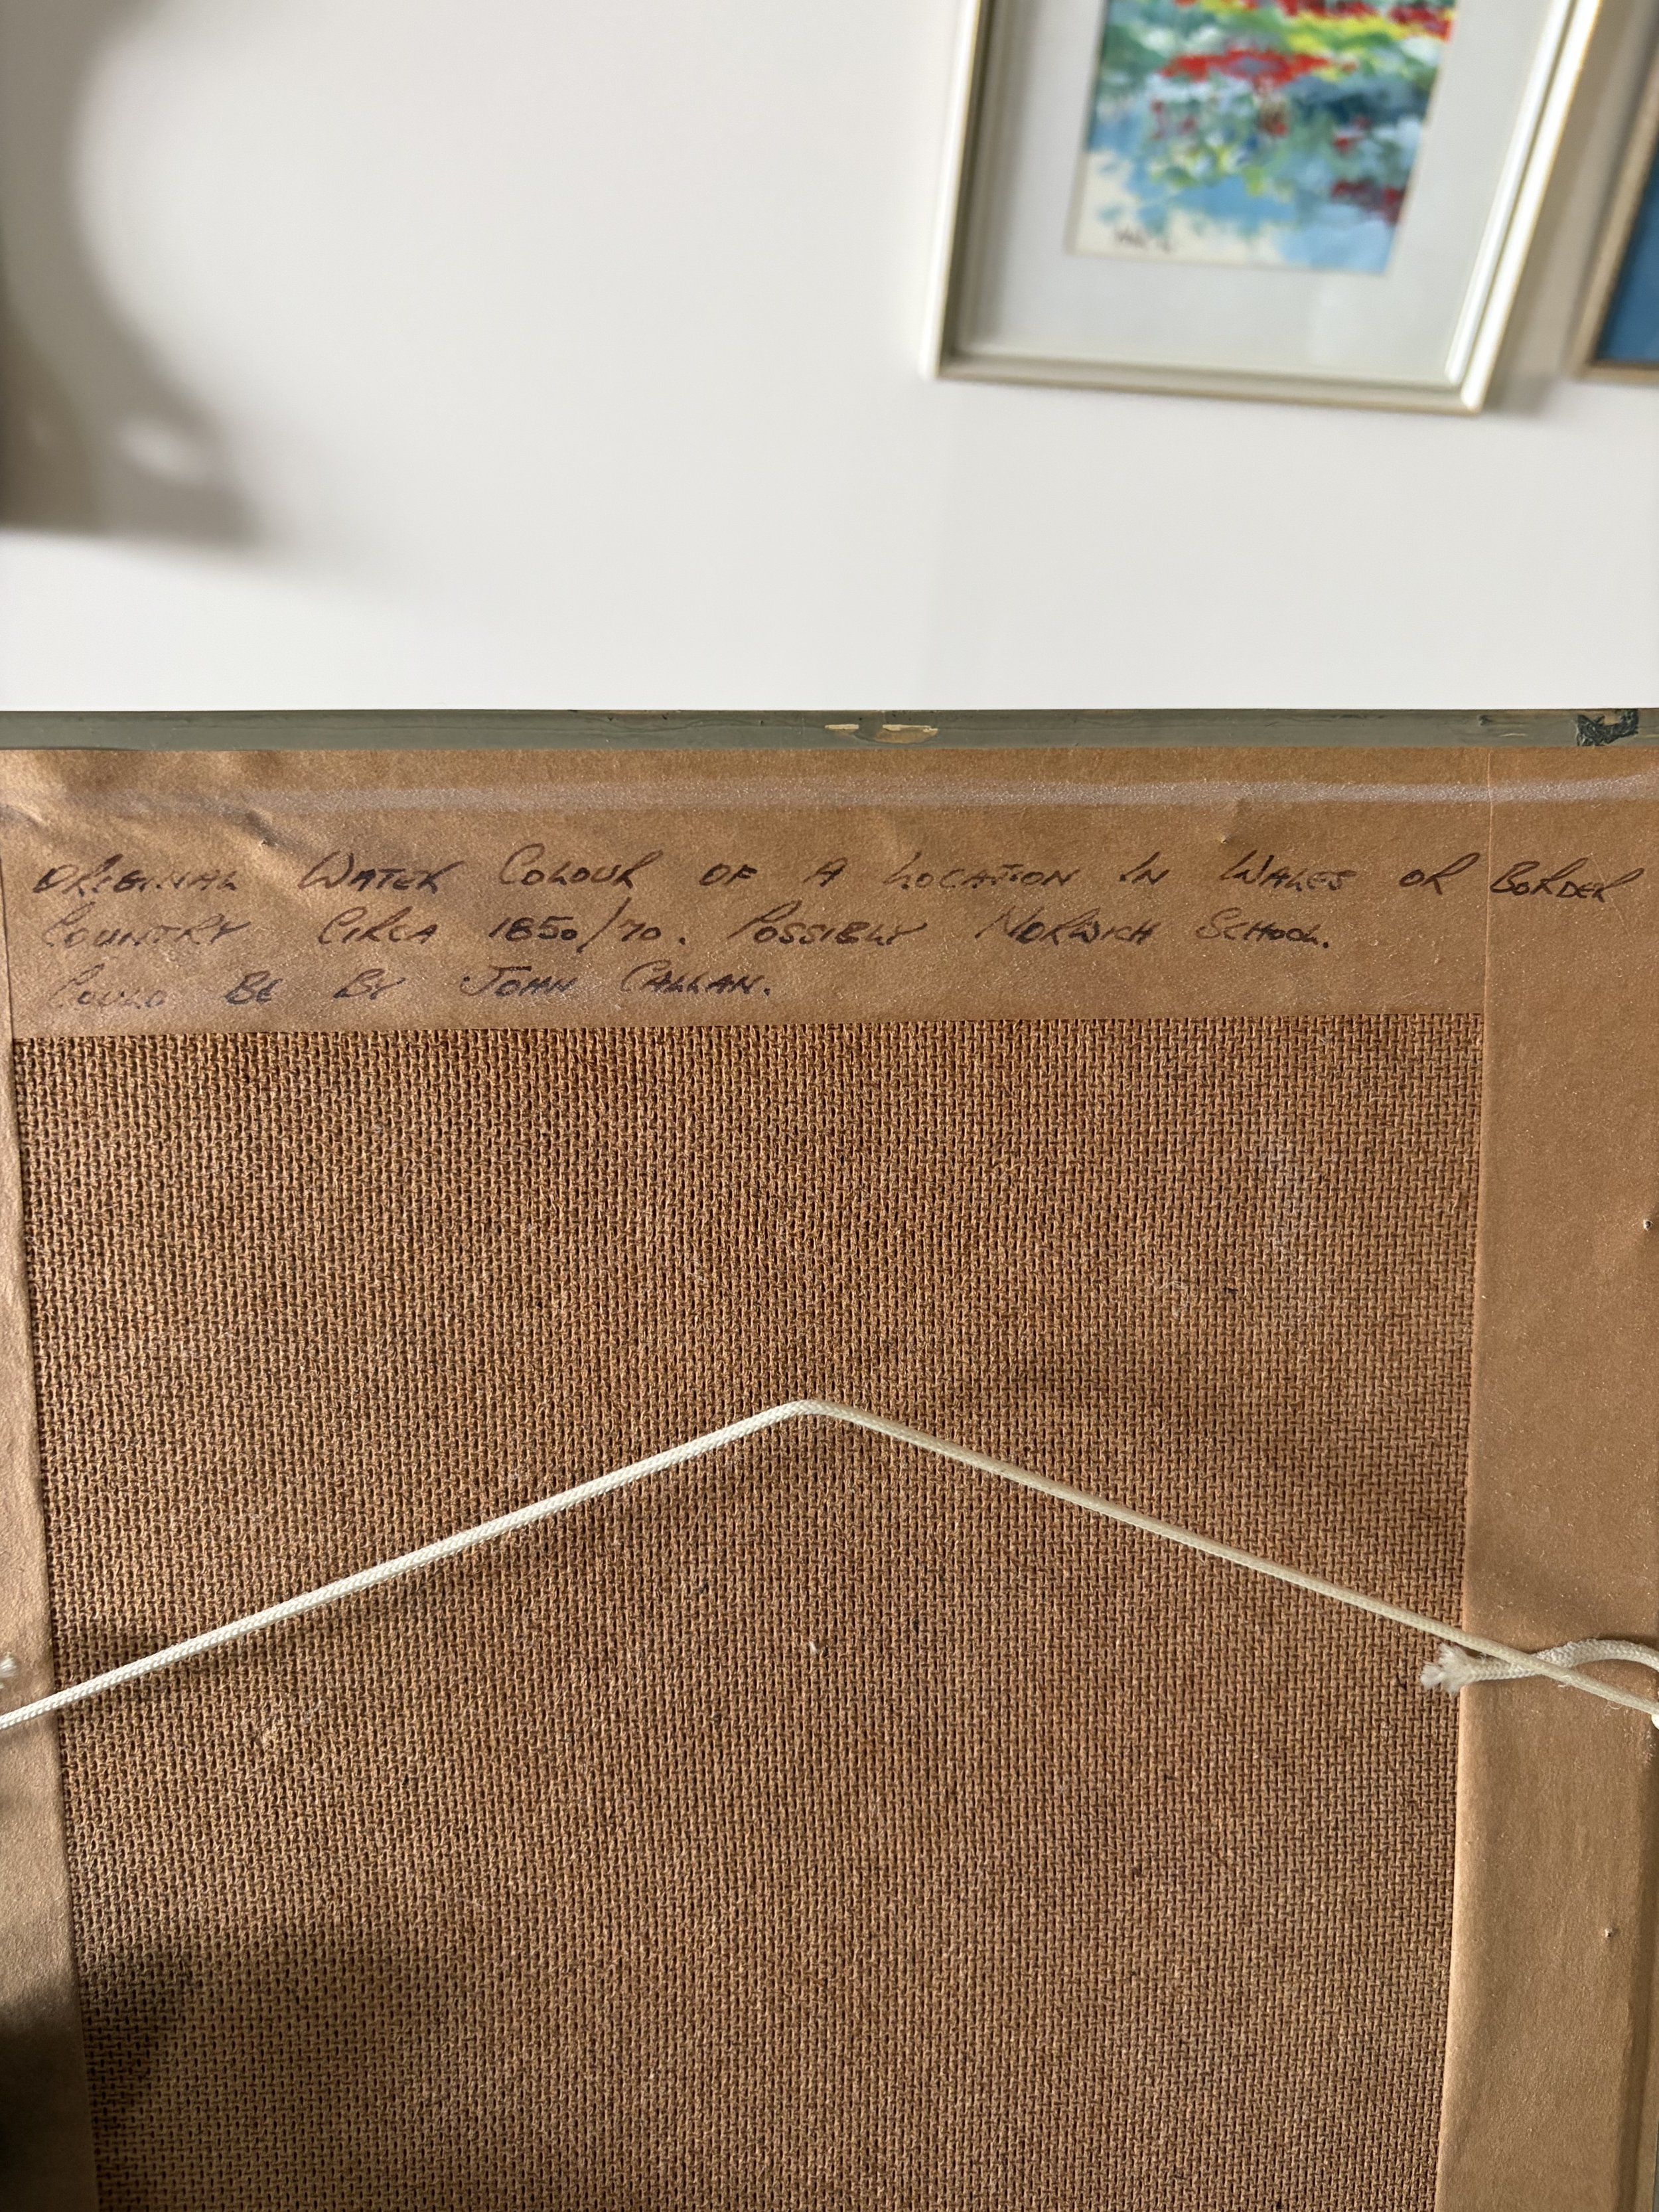 ORIGINAL WATER COLOUR OF A LOCATION IN WALES OR BORDER
COUNTRY CIRCA 1850/70. POSSIBLY NORWICH SCHOOL.
COULD BE BY JOHN CALLAN.